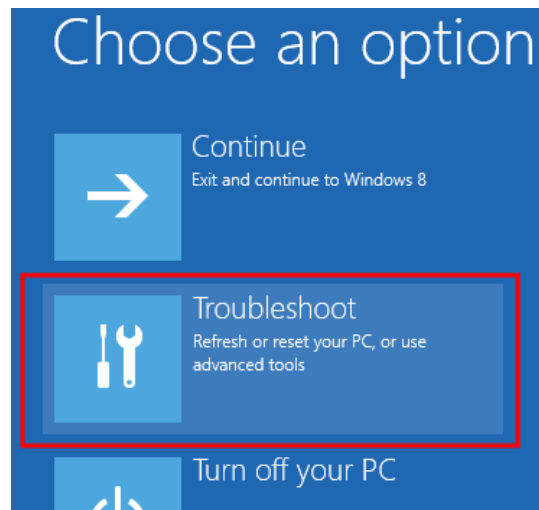 Choose an option
Continue
Exit and continue to Windows 8
Troubleshoot
Refresh or reset your PC, or use
advanced tools
Turn off your PC